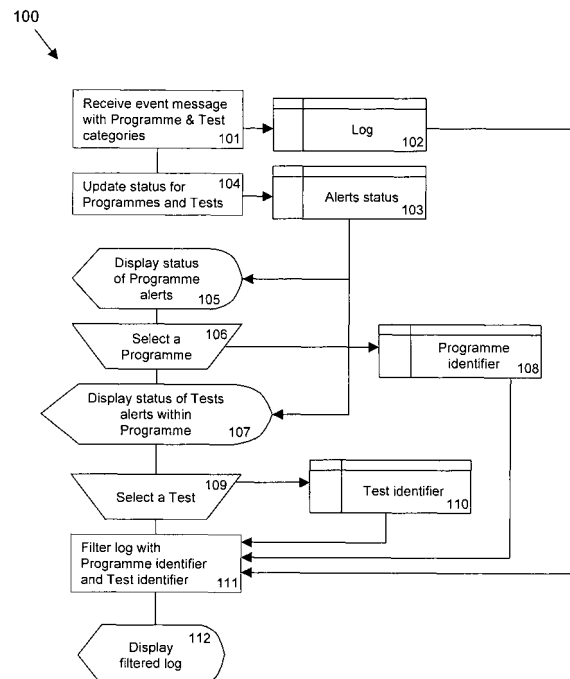 100
Receive event message
with Programme & Test
categories
101
Log
102
104
Update status for
Programmes and Tests
Alerts status
103
Display status
of Programme
alerts
105
106
Select a
Programme
Programme
identifier
108
Display status of Tests
alerts within
Programme
107
109
Select a Test
Test identifier
110
Filter log with
Programme identifier
and Test identifier
111
112
Display
filtered log